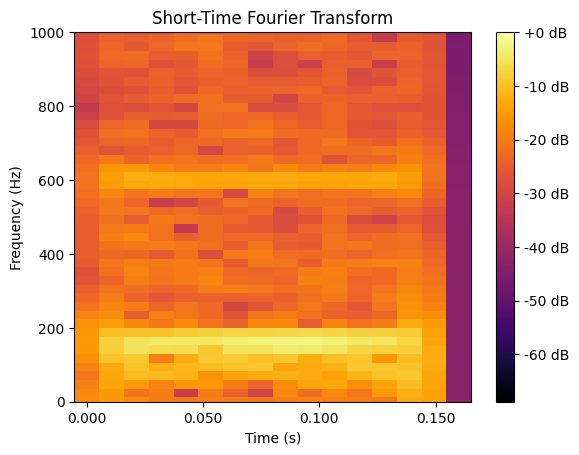 Short-Time Fourier Transform
1000
800
600
400
200
0
Frequency (Hz)
0.000
0.050
0.100
0.150
Time (s)
+0 dB
-10 dB
-20 dB
-30 dB
-40 dB
-50 dB
-60 dB